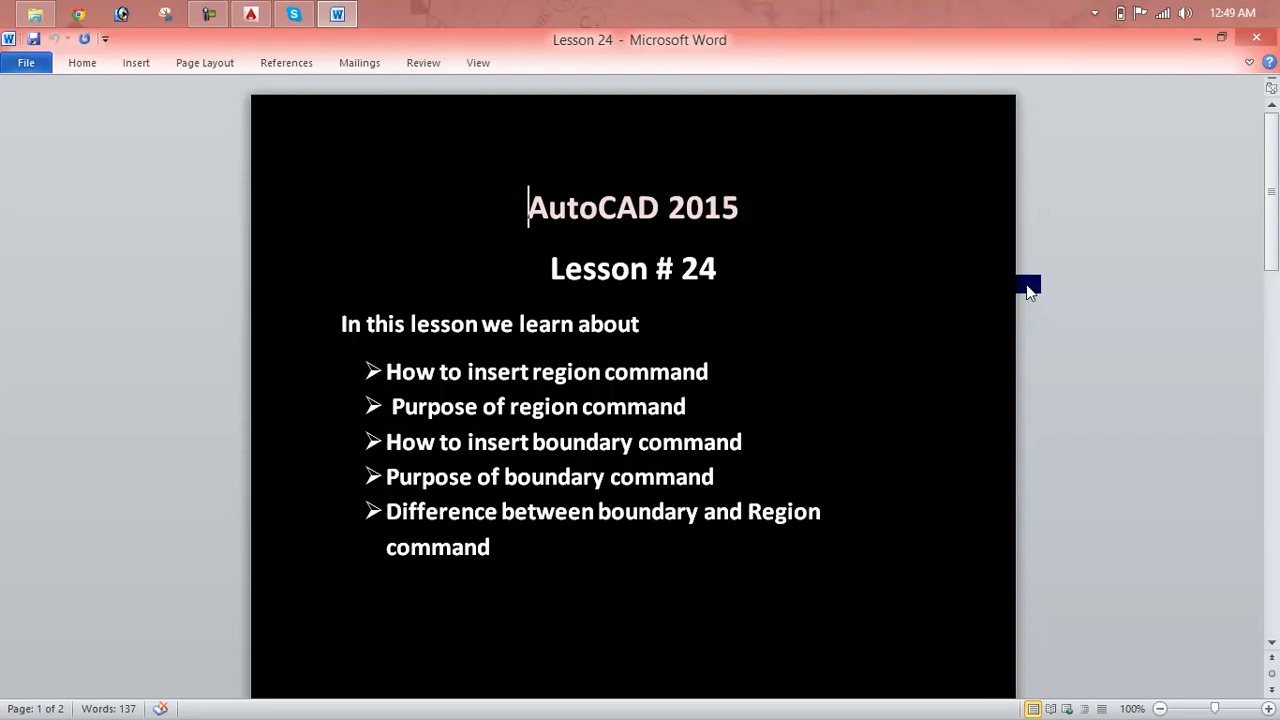 12:49 AM
Lesson 24 - Microsoft Word
File Home Insert Page Layout References Mailings Review View
AutoCAD 2015
Lesson # 24
In this lesson we learn about
How to insert region command
Purpose of region command
How to insert boundary command
Purpose of boundary command
Difference between boundary and Region
command
Page: 1 of 2 Words: 137 100%